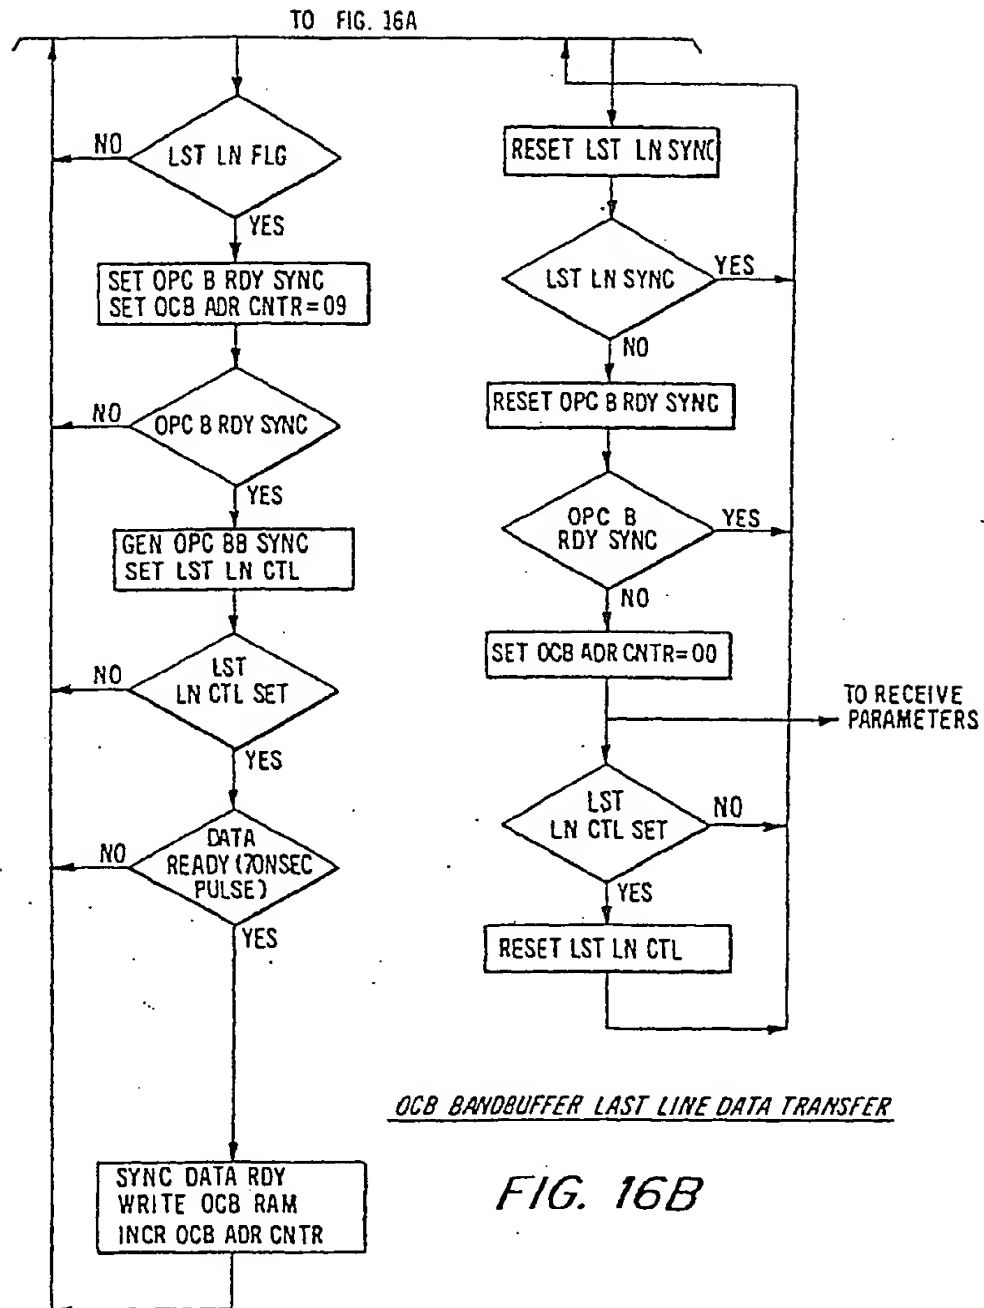 TO FIG. 16A
LST LN FLG
NO
YES
SET OPC B RDY SYNC
SET OCB ADR CNTR=09
OPC B RDY SYNC
NO
YES
GEN OPC BB SYNC
SET LST LN CTL
LST
LN CTL SET
NO
YES
DATA
READY (70NSEC
PULSE)
NO
YES
SYNC DATA RDY
WRITE OCB RAM
INCR OCB ADR CNTR
RESET LST LN SYNC
LST LN SYNC
YES
NO
RESET OPC B RDY SYNC
OPC B
RDY SYNC
YES
NO
SET OCB ADR CNTR=00
TO RECEIVE
PARAMETERS
LST
LN CTL SET
NO
YES
RESET LST LN CTL
OCB BANDBUFFER LAST LINE DATA TRANSFER
FIG. 16B